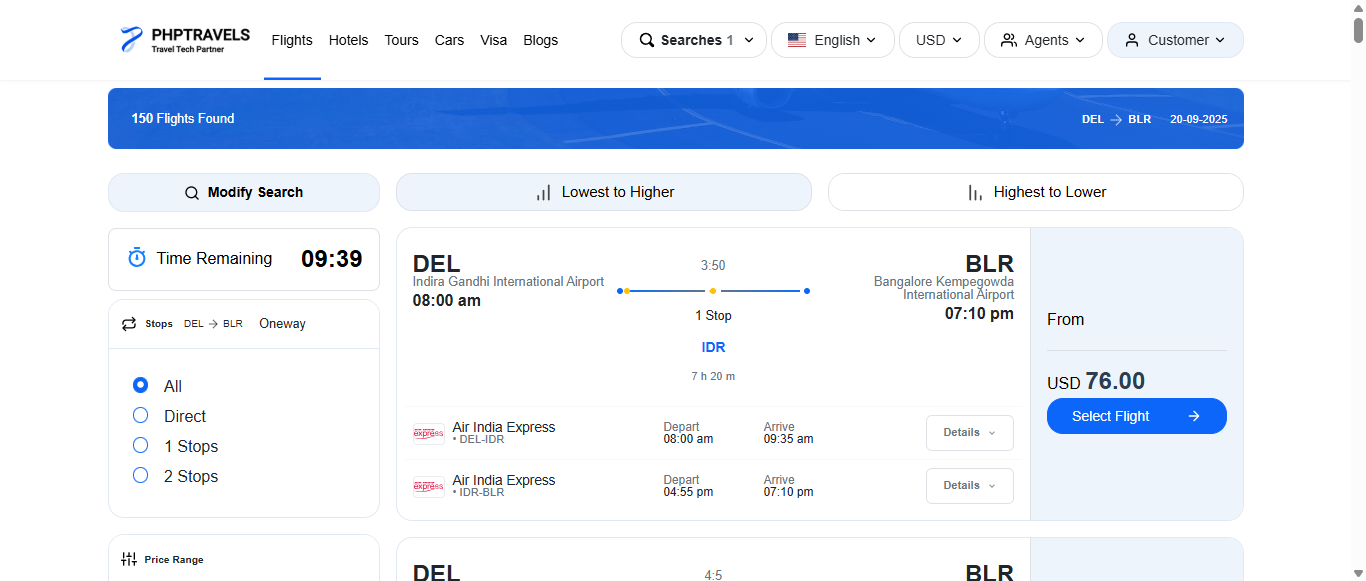 PHPTRAVELS
Travel Tech Partner
Flights Hotels Tours Cars Visa Blogs
Searches 1
English
USD
Agents
Customer
150 Flights Found
DEL → BLR 20-09-2025
Modify Search
Lowest to Higher
Highest to Lower
Time Remaining 09:39
Stops DEL → BLR Oneway
All
Direct
1 Stops
2 Stops
Price Range
DEL
Indira Gandhi International Airport
08:00 am
3:50
1 Stop
IDR
7 h 20 m
BLR
Bangalore Kempegowda
International Airport
07:10 pm
express
Air India Express
• DEL-IDR
Depart
08:00 am
Arrive
09:35 am
Details
express
Air India Express
• IDR-BLR
Depart
04:55 pm
Arrive
07:10 pm
Details
From
USD 76.00
Select Flight →
DEL
4:5
BLR